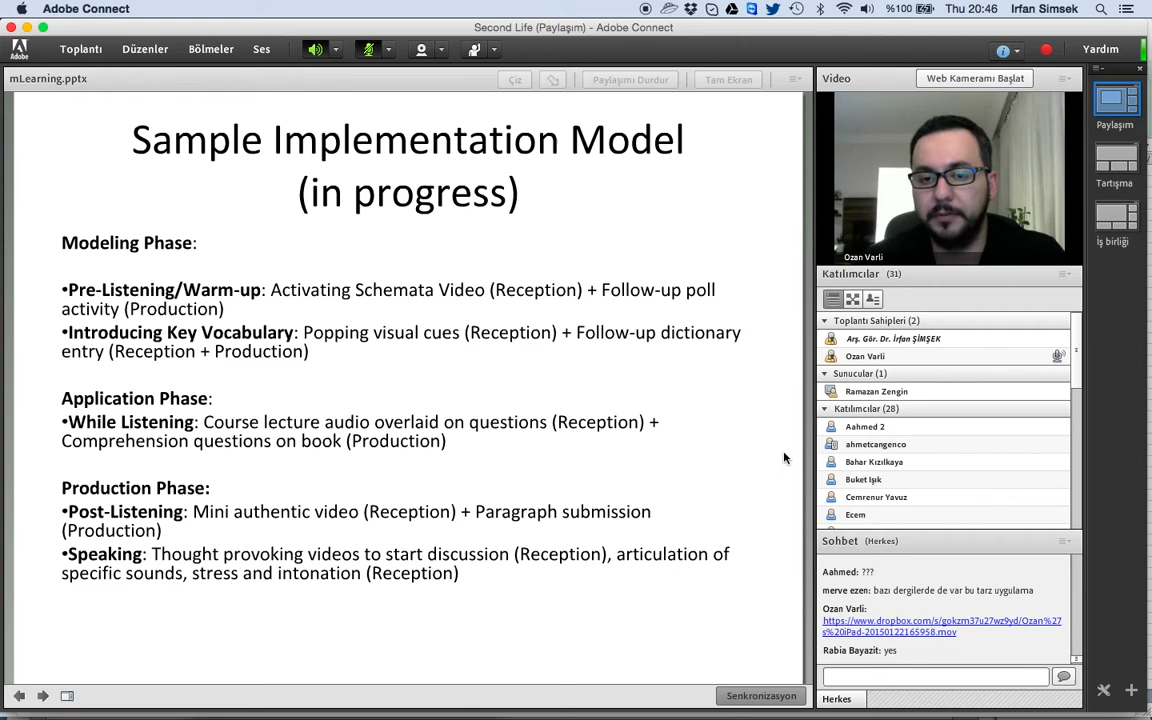 Adobe Connect
%100
Thu 20:46
Irfan Simsek
Second Life (Paylaşım) - Adobe Connect
Adobe
Toplantı
Düzenler
Bölmeler
Ses
Yardım
mLearning.pptx
Çiz
Paylaşımı Durdur
Tam Ekran
Sample Implementation Model
(in progress)
Modeling Phase:
•Pre-Listening/Warm-up: Activating Schemata Video (Reception) + Follow-up poll
activity (Production)
•Introducing Key Vocabulary: Popping visual cues (Reception) + Follow-up dictionary
entry (Reception + Production)
Application Phase:
•While Listening: Course lecture audio overlaid on questions (Reception) +
Comprehension questions on book (Production)
Production Phase:
•Post-Listening: Mini authentic video (Reception) + Paragraph submission
(Production)
•Speaking: Thought provoking videos to start discussion (Reception), articulation of
specific sounds, stress and intonation (Reception)
Senkronizasyon
Video
Web Kameramı Başlat
Ozan Varli
Katılımcılar (31)
Toplantı Sahipleri (2)
Arş. Gör. Dr. İrfan ŞİMŞEK
Ozan Varli
Sunucular (1)
Ramazan Zengin
Katılımcılar (28)
Aahmed 2
ahmetcangenco
Bahar Kızılkaya
Buket Işık
Cemrenur Yavuz
Ecem
Sohbet (Herkes)
Aahmed: ???
merve ezen: bazı dergilerde de var bu tarz uygulama
Ozan Varli:
https://www.dropbox.com/s/gokzm37u27wz9yd/Ozan%27
s%20iPad-20150122165958.mov
Rabia Bayazit: yes
Herkes
Paylaşım
Tartışma
İş birliği